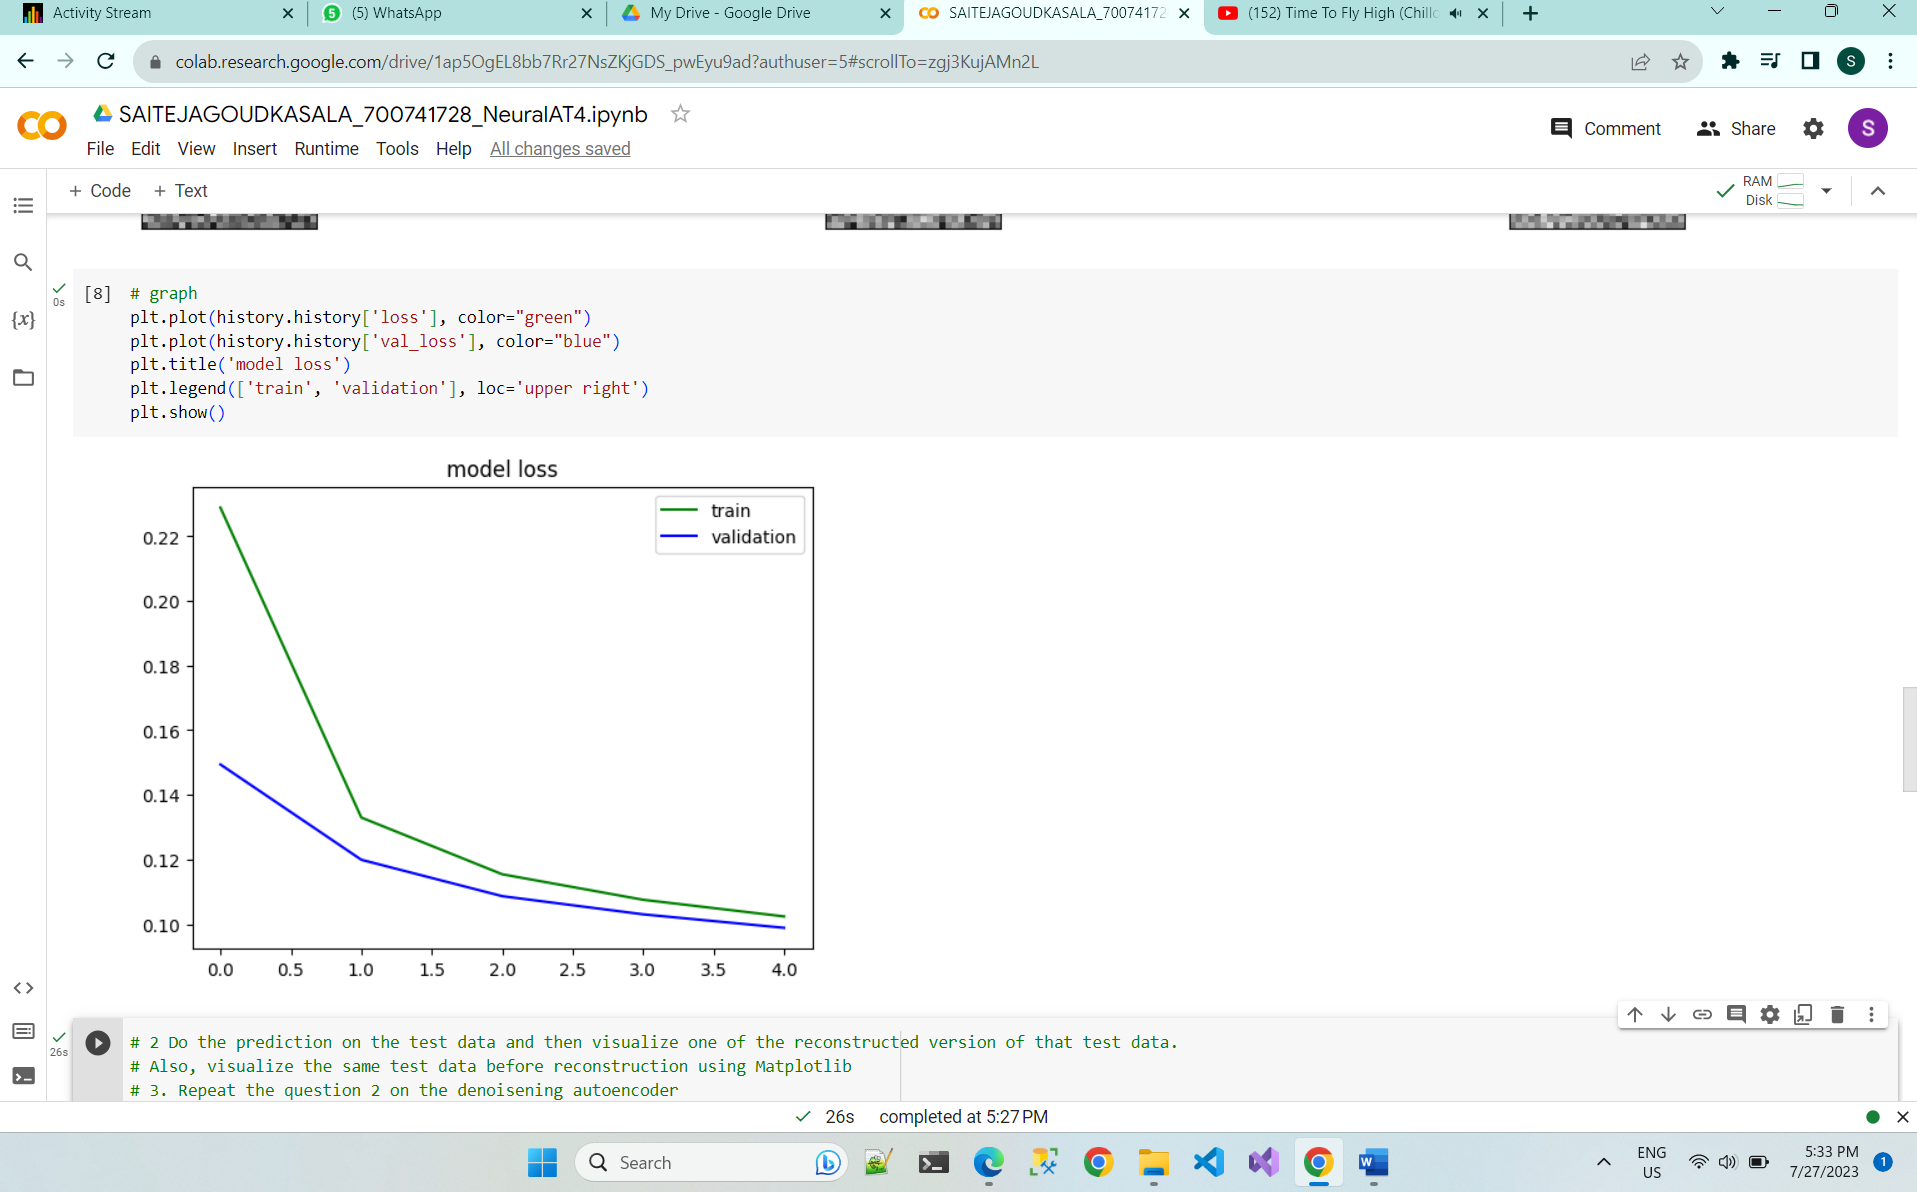 Activity Stream
(5) WhatsApp
My Drive - Google Drive
SAITEJAGOUDKASALA_70074172
(152) Time To Fly High (Chillo
colab.research.google.com/drive/1ap5OgEL8bb7Rr27NsZKjGDS_pwEyu9ad?authuser=5#scrollTo=zgj3KujAMn2L
S
SAITEJAGOUDKASALA_700741728_NeuralAT4.ipynb
File Edit View Insert Runtime Tools Help All changes saved
Comment
Share
S
+ Code + Text
RAM
Disk
{x}
0s
[8] # graph
plt.plot(history.history['loss'], color="green")
plt.plot(history.history['val_loss'], color="blue")
plt.title('model loss')
plt.legend(['train', 'validation'], loc='upper right')
plt.show()
model loss
train
validation
0.22
0.20
0.18
0.16
0.14
0.12
0.10
0.0 0.5 1.0 1.5 2.0 2.5 3.0 3.5 4.0
26s
# 2 Do the prediction on the test data and then visualize one of the reconstructed version of that test data.
# Also, visualize the same test data before reconstruction using Matplotlib
# 3. Repeat the question 2 on the denoisening autoencoder
26s completed at 5:27 PM
Search
ENG
US
5:33 PM
7/27/2023
1